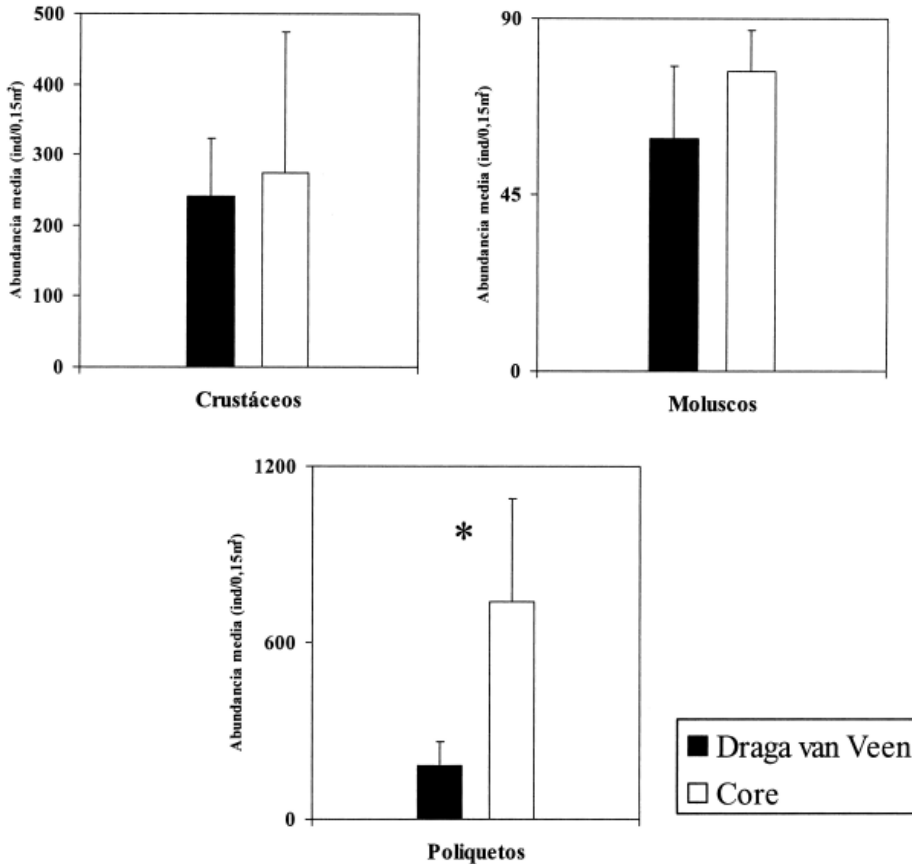 Abundancia media (ind/0,15m²)
500
400
300
200
100
0
Crustáceos
Abundancia media (ind/0,15m²)
90
45
0
Moluscos
Abundancia media (ind/0,15m²)
1200
600
0
*
Poliquetos
Draga van Veen
Core